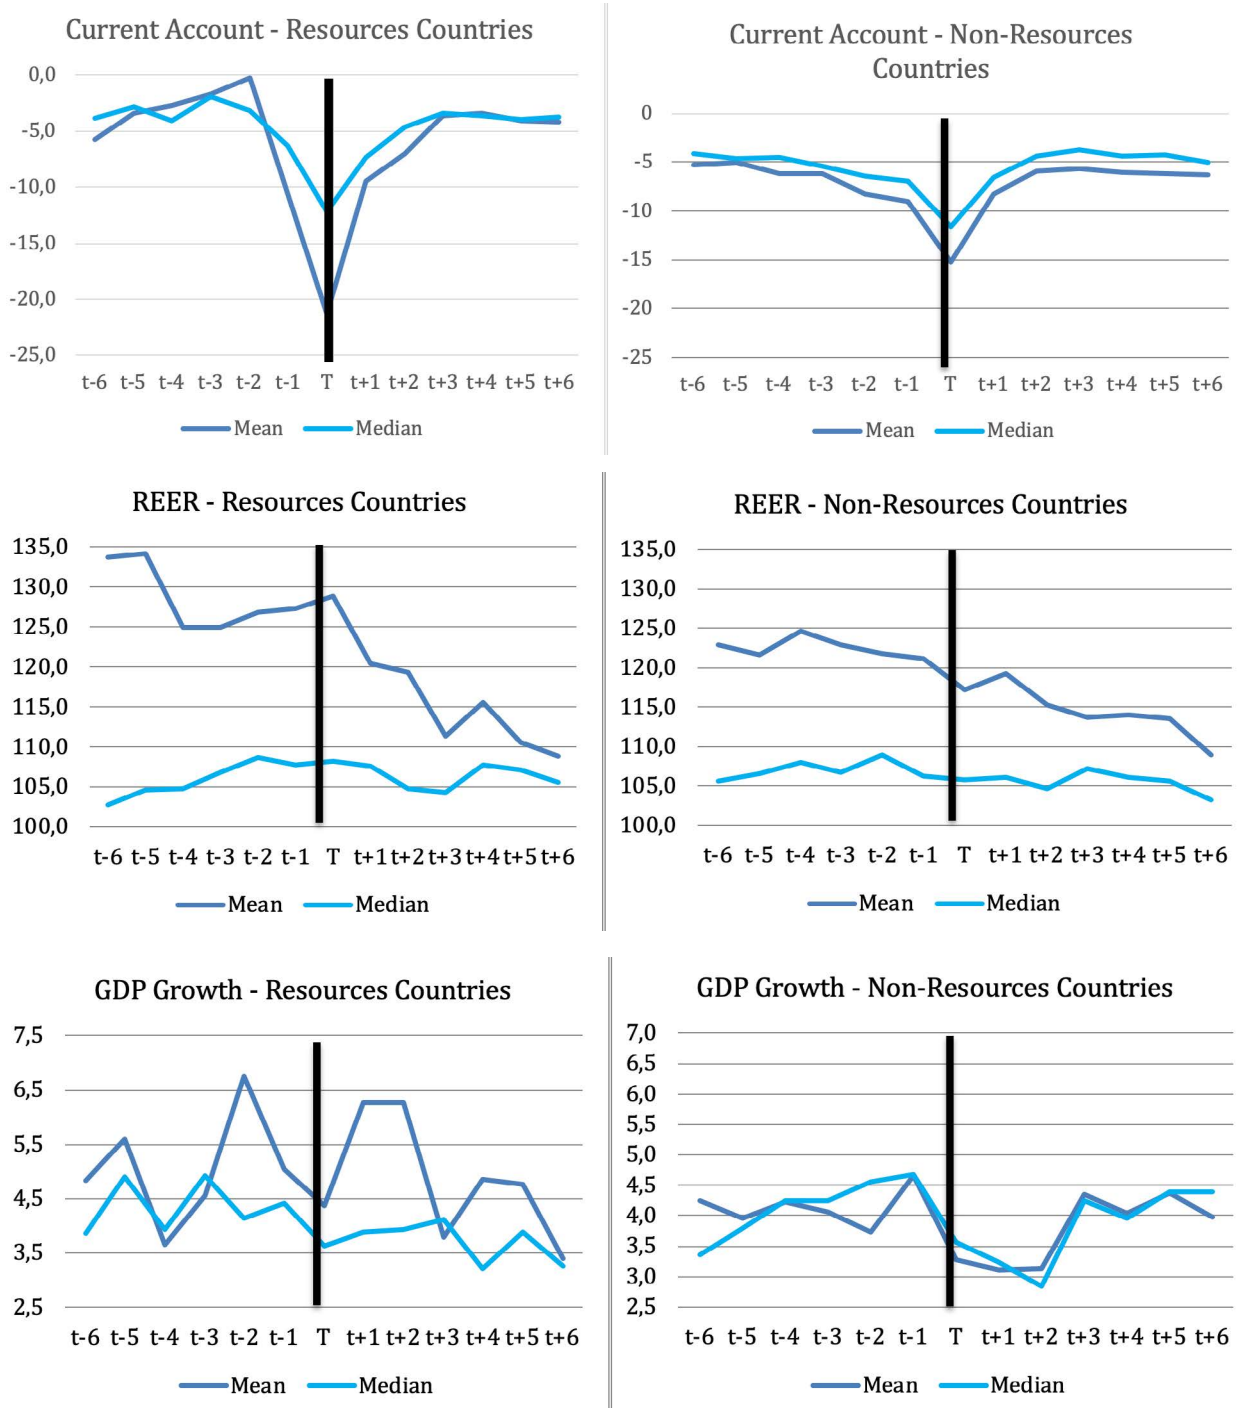 Current Account - Resources Countries
0,0
-5,0
-10,0
-15,0
-20,0
-25,0
t-6 t-5 t-4 t-3 t-2 t-1 T t+1 t+2 t+3 t+4 t+5 t+6
Mean Median
Current Account - Non-Resources
Countries
0
-5
-10
-15
-20
-25
t-6 t-5 t-4 t-3 t-2 t-1 T t+1 t+2 t+3 t+4 t+5 t+6
Mean Median
REER - Resources Countries
135,0
130,0
125,0
120,0
115,0
110,0
105,0
100,0
t-6 t-5 t-4 t-3 t-2 t-1 T t+1 t+2 t+3 t+4 t+5 t+6
Mean Median
REER - Non-Resources Countries
135,0
130,0
125,0
120,0
115,0
110,0
105,0
100,0
t-6 t-5 t-4 t-3 t-2 t-1 T t+1 t+2 t+3 t+4 t+5 t+6
Mean Median
GDP Growth - Resources Countries
7,5
6,5
5,5
4,5
3,5
2,5
t-6 t-5 t-4 t-3 t-2 t-1 T t+1 t+2 t+3 t+4 t+5 t+6
Mean Median
GDP Growth - Non-Resources Countries
7,0
6,5
6,0
5,5
5,0
4,5
4,0
3,5
3,0
2,5
t-6 t-5 t-4 t-3 t-2 t-1 T t+1 t+2 t+3 t+4 t+5 t+6
Mean Median